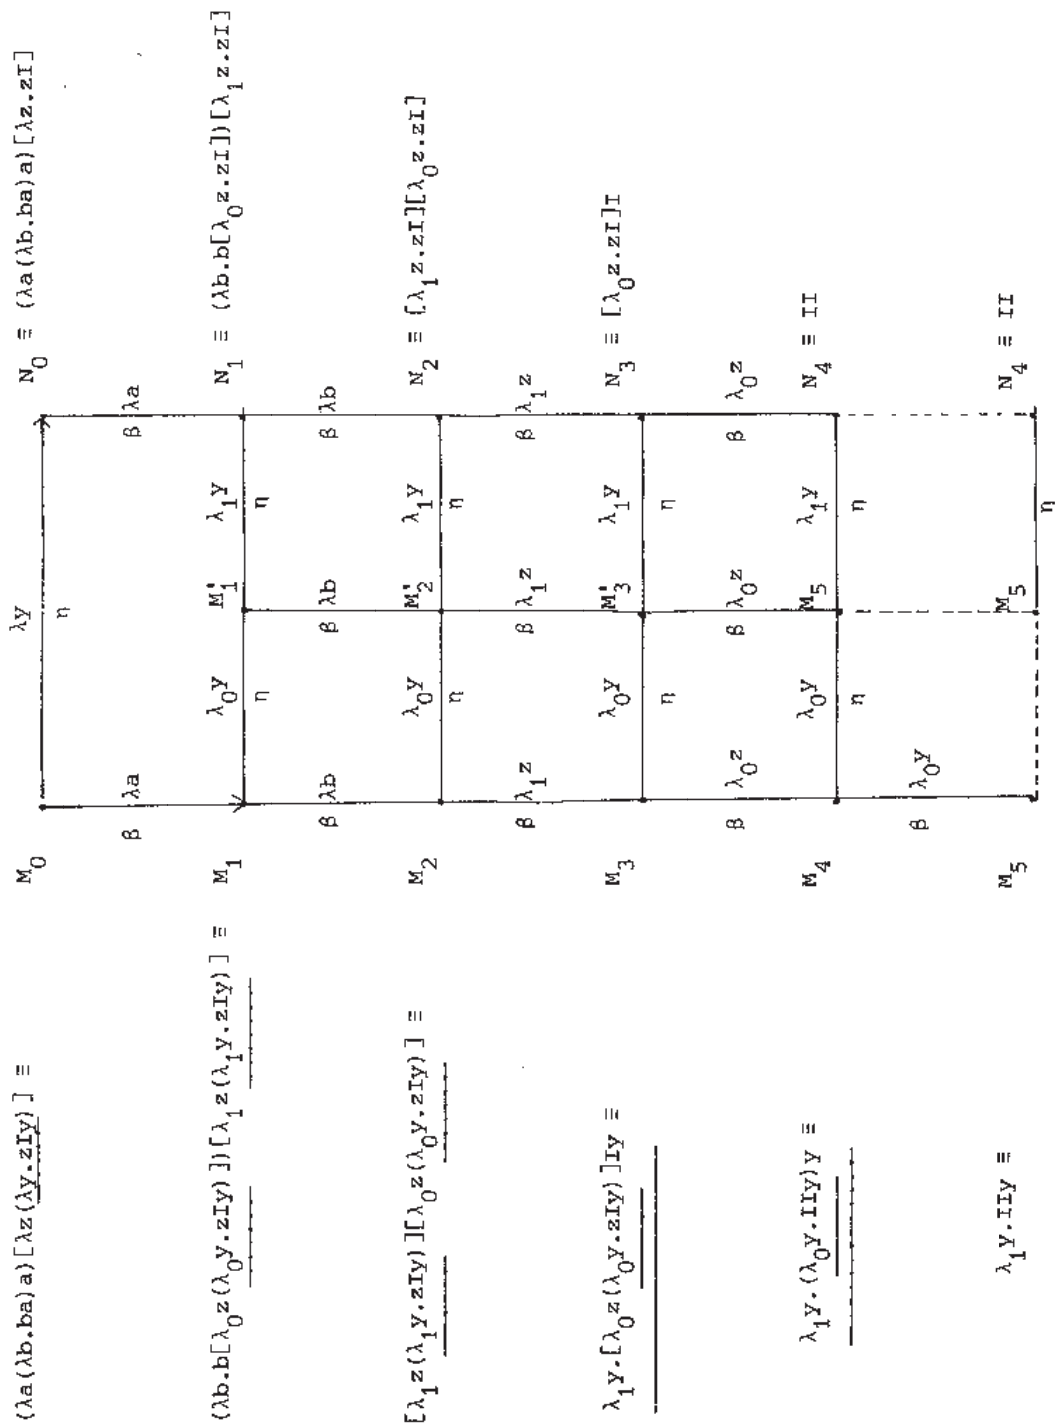 (λa(λb.ba)a)[λz(λy.zIy)] ≡ M₀ λy N₀ ≡ (λa(λb.ba)a)[λz.zI]
η
β λa β λa
(λb.b[λ₀z(λ₀y.zIy)])[λ₁z(λ₁y.zIy)] ≡ M₁ λ₀y M'₁ λ₁y N₁ ≡ (λb.b[λ₀z.zI])[λ₁z.zI]
η η
β λb β λb β λb
[λ₁z(λ₁y.zIy)][λ₀z(λ₀y.zIy)] ≡ M₂ λ₀y M'₂ λ₁y N₂ ≡ [λ₁z.zI][λ₀z.zI]
η η
β λ₁z β λ₁z β λ₁z
λ₁y.[λ₀z(λ₀y.zIy)]Iy ≡ M₃ λ₀y M'₃ λ₁y N₃ ≡ [λ₀z.zI]I
η η
β λ₀z β λ₀z β λ₀z
λ₁y.(λ₀y.IIy)y ≡ M₄ λ₀y M₅ λ₁y N₄ ≡ II
η η
β λ₀y
λ₁y.IIy ≡ M₅ M₅ N₄ ≡ II
η